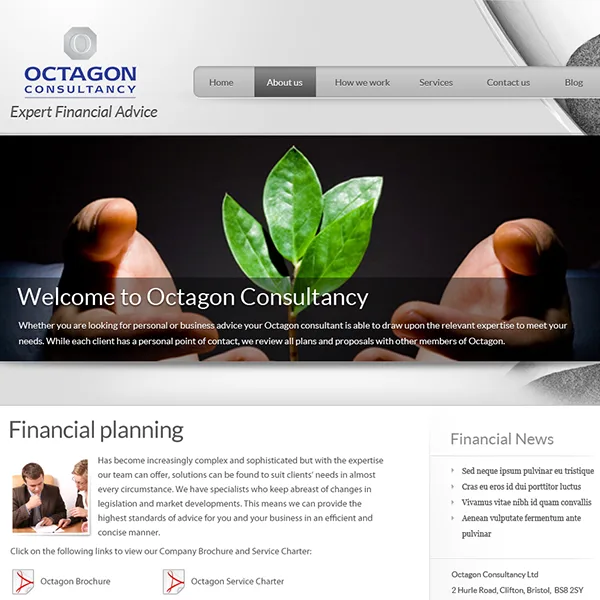 O
OCTAGON
CONSULTANCY
Expert Financial Advice
Home About us How we work Services Contact us Blog
Welcome to Octagon Consultancy
Whether you are looking for personal or business advice your Octagon consultant is able to draw upon the relevant expertise to meet your
needs. While each client has a personal point of contact, we review all plans and proposals with other members of Octagon.
Financial planning
Has become increasingly complex and sophisticated but with the expertise
our team can offer, solutions can be found to suit clients' needs in almost
every circumstance. We have specialists who keep abreast of changes in
legislation and market developments. This means we can provide the
highest standards of advice for you and your business in an efficient and
concise manner.
Click on the following links to view our Company Brochure and Service Charter:
Octagon Brochure Octagon Service Charter
Financial News
Sed neque ipsum pulvinar eu tristique
Cras eu eros id dui porttitor luctus
Vivamus vitae nibh id quam convallis
Aenean vulputate fermentum ante
pulvinar
Octagon Consultancy Ltd
2 Hurle Road, Clifton, Bristol, BS8 2SY